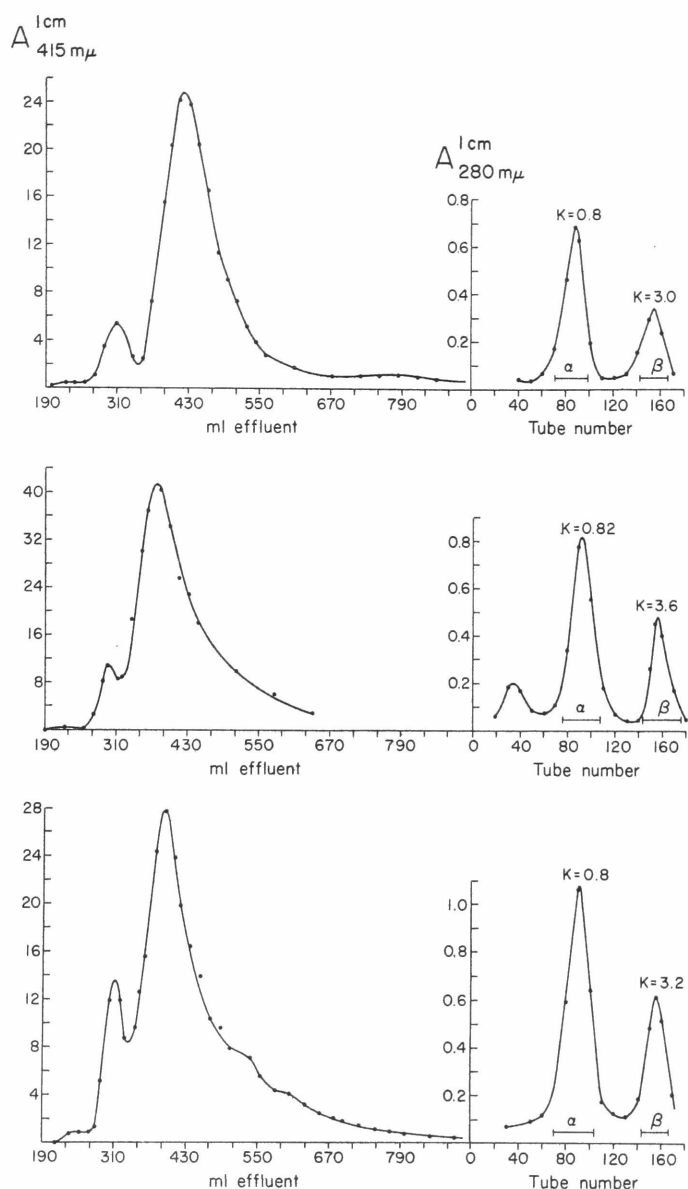 A 1cm 415 mμ
24
20
16
12
8
4
190 310 430 550 670 790
ml effluent
A 1cm 280 mμ
0.8
0.6
0.4
0.2
K=0.8
K=3.0
α β
0 40 80 120 160
Tube number
40
32
24
16
8
190 310 430 550 670 790
ml effluent
0.8
0.6
0.4
0.2
K=0.82
K=3.6
α β
0 40 80 120 160
Tube number
28
24
20
16
12
8
4
190 310 430 550 670 790
ml effluent
1.0
0.8
0.6
0.4
0.2
K=0.8
K=3.2
α β
0 40 80 120 160
Tube number